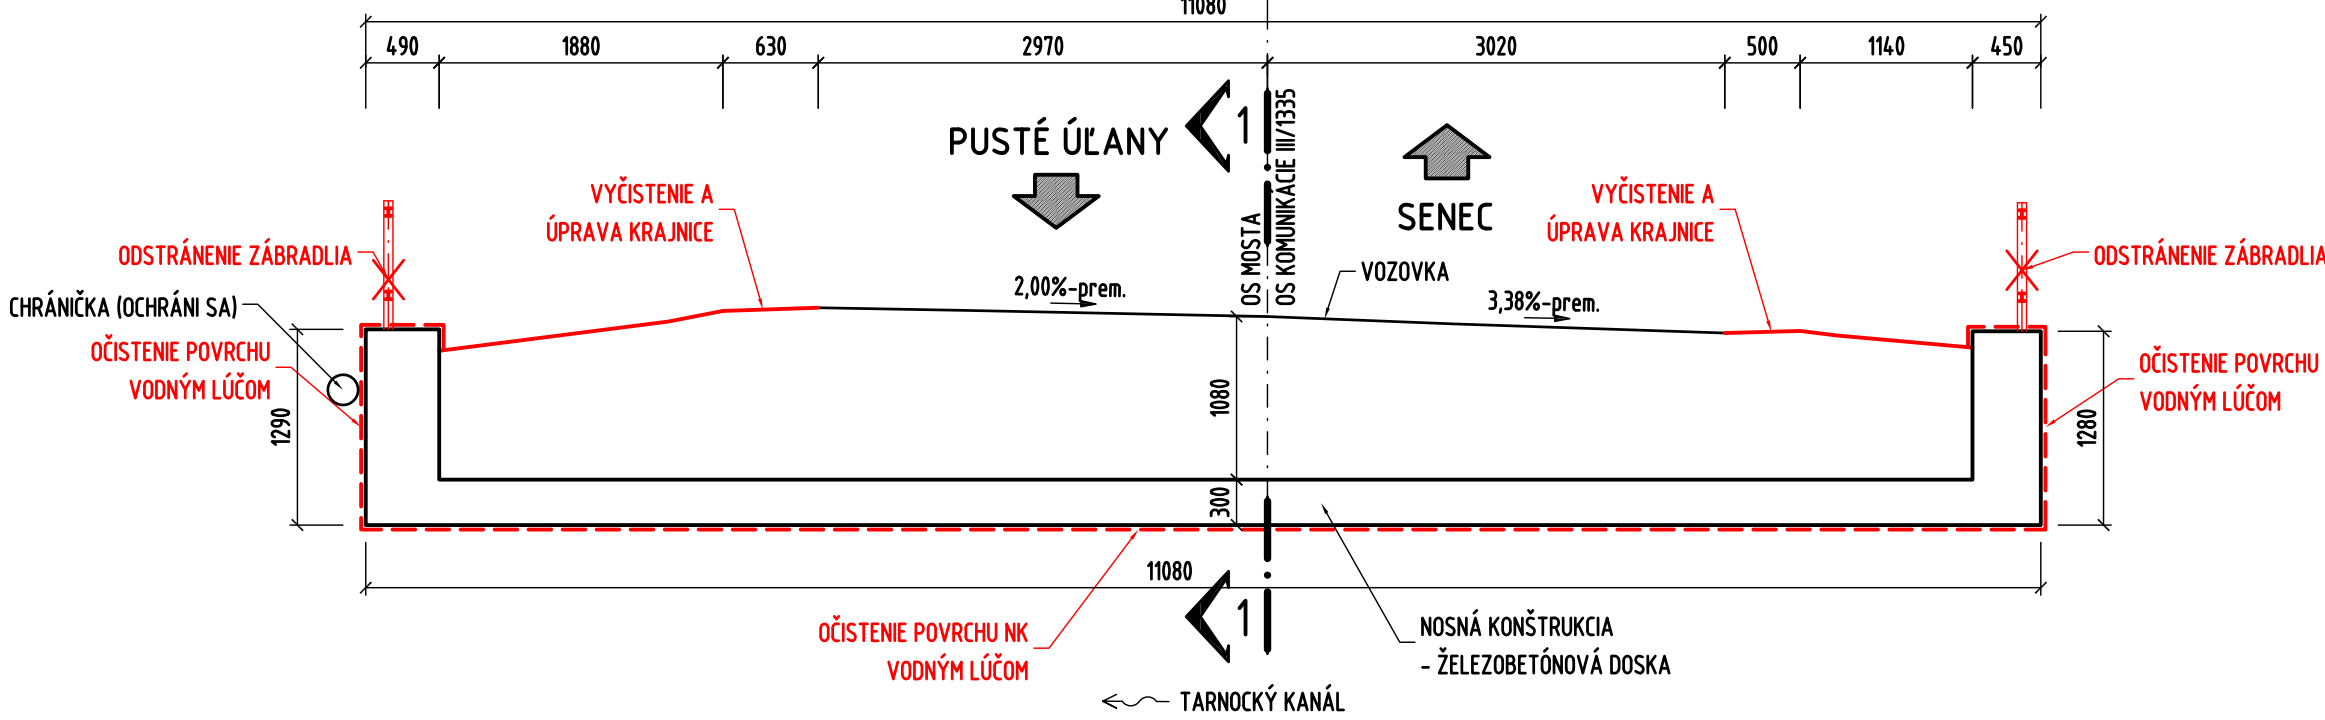 11080
490 1880 630 2970 3020 500 1140 450
PUSTÉ ÚĽANY
1
OS MOSTA
OS KOMUNIKÁCIE III/1335
SENEC
VYČISTENIE A
ÚPRAVA KRAJNICE
VYČISTENIE A
ÚPRAVA KRAJNICE
ODSTRÁNENIE ZÁBRADLIA
ODSTRÁNENIE ZÁBRADLIA
CHRÁNIČKA (OCHRÁNI SA)
2,00%-prem.
VOZOVKA
3,38%-prem.
OČISTENIE POVRCHU
VODNÝM LÚČOM
OČISTENIE POVRCHU
VODNÝM LÚČOM
1290
1080
300
1280
11080
1
OČISTENIE POVRCHU NK
VODNÝM LÚČOM
NOSNÁ KONŠTRUKCIA
- ŽELEZOBETÓNOVÁ DOSKA
TARNOCKÝ KANÁL